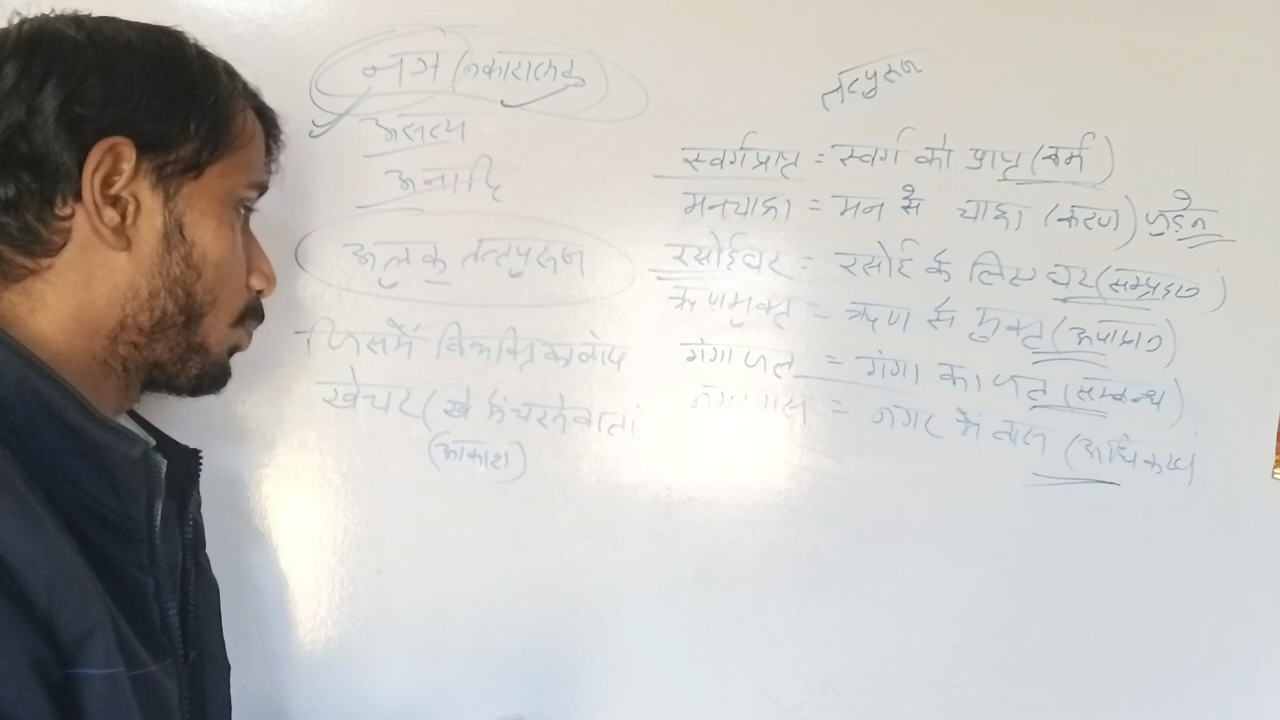 नञ (नकारात्मक)
असत्य
अनादि
अलुक् तत्त्पुरूष
जिसमें विभक्ति का लोप
खेचर (खे में चरने वाला
(आकाश)
तत्पुरूष
स्वर्गप्राप्त = स्वर्ग को प्राप्त (कर्म)
मनचाहा = मन से चाहा (करण) जुड़ने
रसोईघर = रसोई के लिए घर (सम्प्रदान)
ऋणमुक्त = ऋण से मुक्त (अपादान)
गंगाजल = गंगा का जल (सम्बन्ध)
नगरवास = नगर में वास (अधिकरण